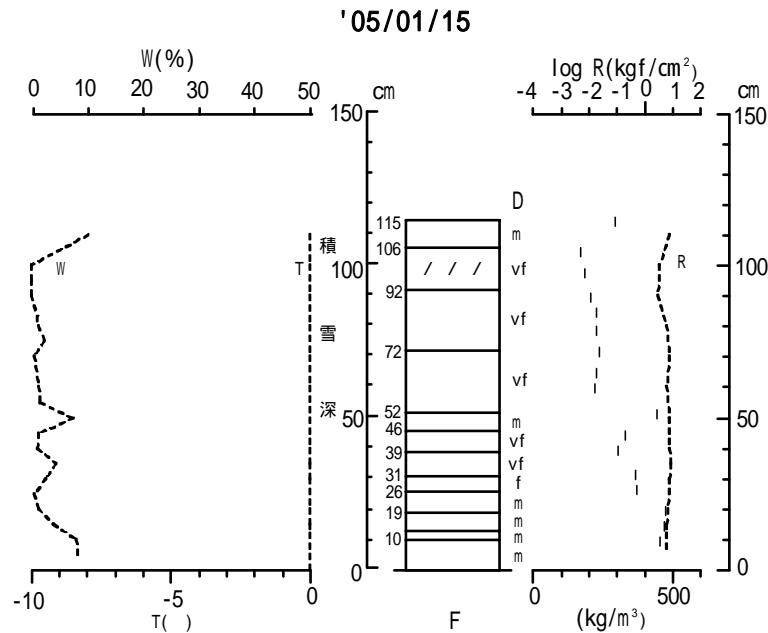 '05/01/15
W(%)
0 10 20 30 40 50
cm
log R(kgf/cm²)
-4 -3 -2 -1 0 1 2
cm
150
150
D
115
m
積
106
W
T
100
/ / /
vf
R
100
92
雪
vf
72
vf
深
52
50
m
50
46
vf
39
vf
31
f
26
m
19
m
m
10
m
0
0
-10 -5 0
T( )
F
0 500
(kg/m³)